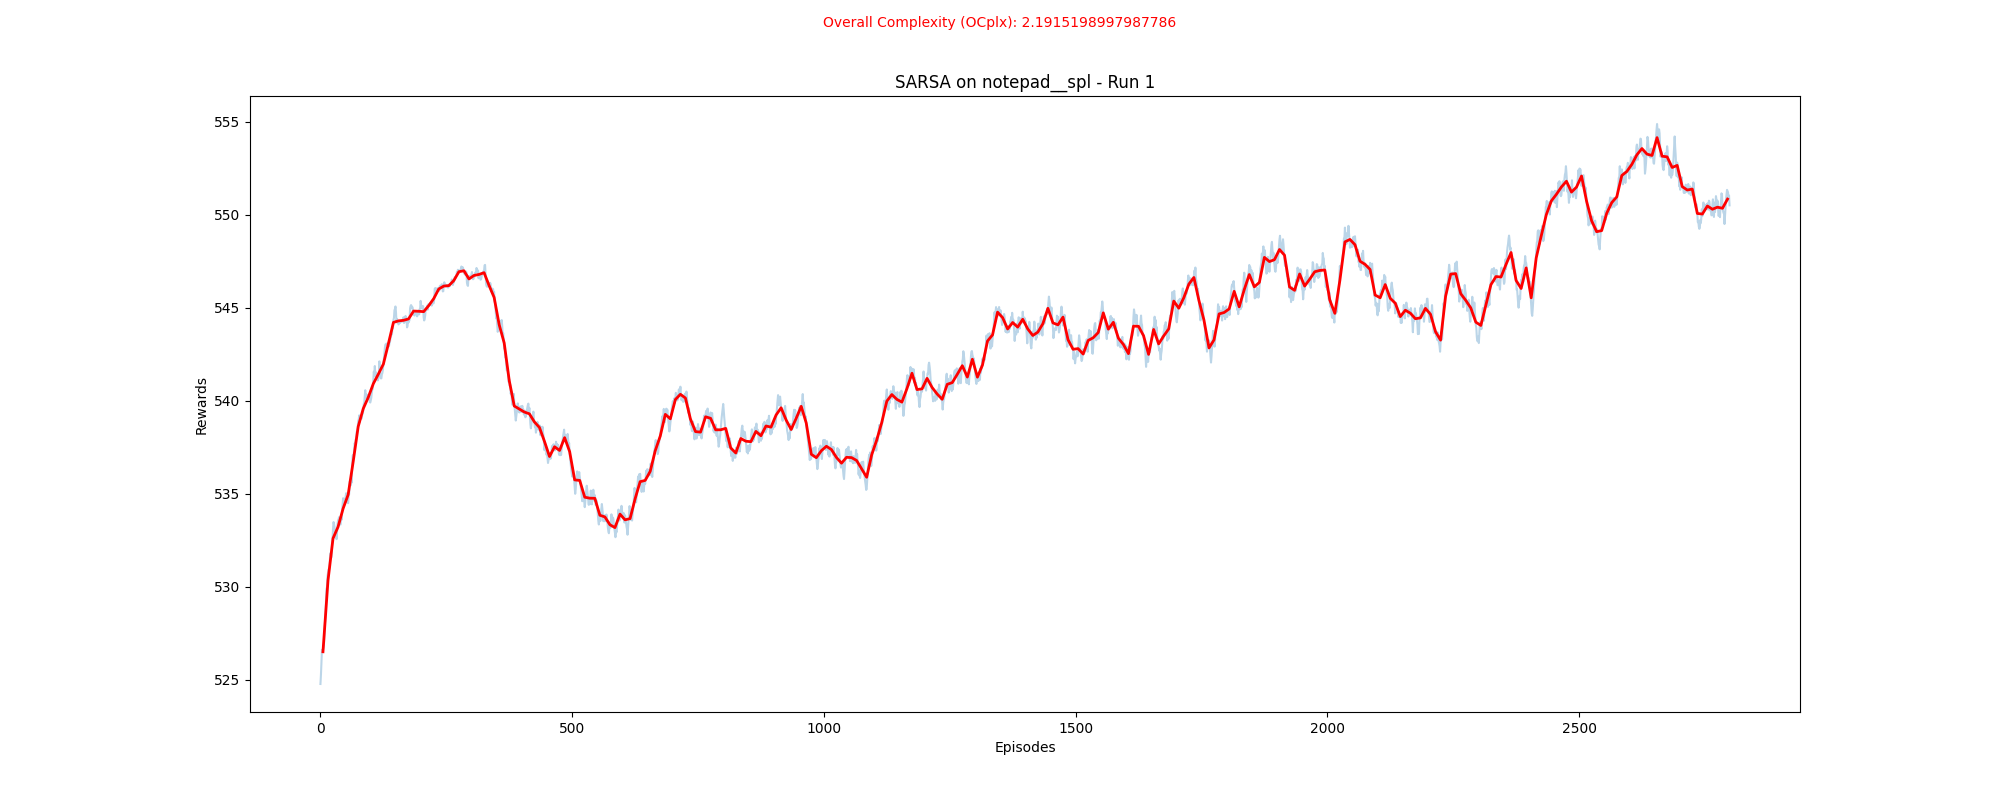 Overall Complexity (OCplx): 2.1915198997987786
SARSA on notepad__spl - Run 1
555
550
545
540
535
530
525
Rewards
0 500 1000 1500 2000 2500
Episodes